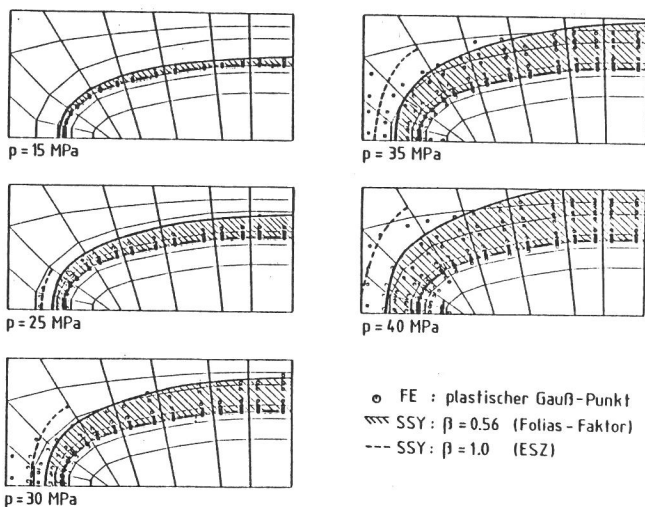 p = 15 MPa
p = 25 MPa
p = 30 MPa
p = 35 MPa
p = 40 MPa
FE : plastischer Gauß-Punkt
SSY : β = 0.56 (Folias - Faktor)
SSY : β = 1.0 (ESZ)